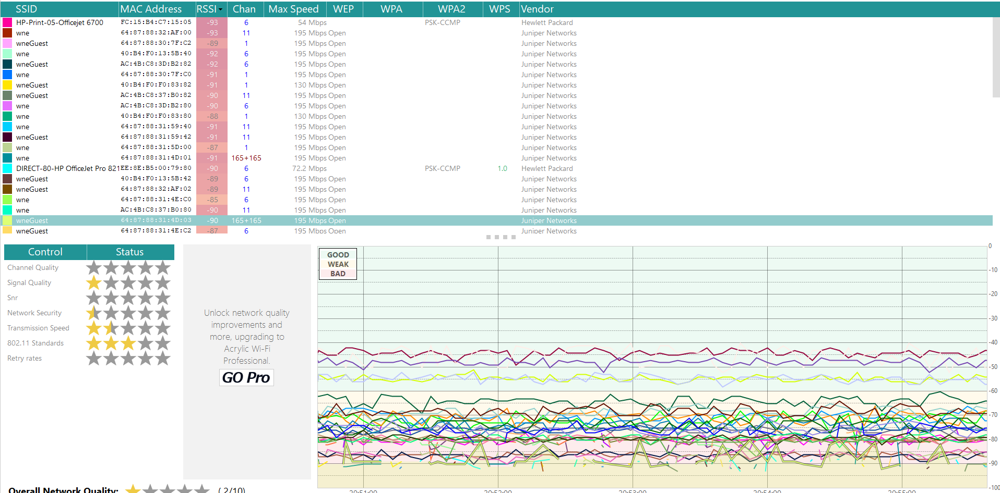 SSID MAC Address RSSI Chan Max Speed WEP WPA WPA2 WPS Vendor
HP-Print-05-Officejet 6700 FC:15:B4:C7:15:05 -93 6 54 Mbps PSK-CCMP Hewlett Packard
wne 64:87:88:32:AF:00 -93 11 195 Mbps Open Juniper Networks
wneGuest 64:87:88:30:7F:C2 -89 1 195 Mbps Open Juniper Networks
wne 40:B4:F0:13:5B:40 -92 6 195 Mbps Open Juniper Networks
wneGuest AC:4B:C8:3D:B2:82 -92 6 195 Mbps Open Juniper Networks
wne 64:87:88:30:7F:C0 -91 1 195 Mbps Open Juniper Networks
wneGuest 40:B4:F0:F0:83:82 -91 1 130 Mbps Open Juniper Networks
wneGuest AC:4B:C8:37:B0:82 -90 11 195 Mbps Open Juniper Networks
wne AC:4B:C8:3D:B2:80 -90 6 195 Mbps Open Juniper Networks
wne 40:B4:F0:F0:83:80 -88 1 130 Mbps Open Juniper Networks
wne 64:87:88:31:59:40 -91 11 195 Mbps Open Juniper Networks
wneGuest 64:87:88:31:59:42 -91 11 195 Mbps Open Juniper Networks
wne 64:87:88:31:5D:00 -87 1 195 Mbps Open Juniper Networks
wne 64:87:88:31:4D:01 -91 165+165 195 Mbps Open Juniper Networks
DIRECT-80-HP OfficeJet Pro 821 EE:8E:B5:00:79:80 -90 6 72.2 Mbps PSK-CCMP 1.0 Hewlett Packard
wneGuest 40:B4:F0:13:5B:42 -89 6 195 Mbps Open Juniper Networks
wneGuest 64:87:88:32:AF:02 -89 11 195 Mbps Open Juniper Networks
wne 64:87:88:31:4E:C0 -85 6 195 Mbps Open Juniper Networks
wne AC:4B:C8:37:B0:80 -90 11 195 Mbps Open Juniper Networks
wneGuest 64:87:88:31:4D:03 -90 165+165 195 Mbps Open Juniper Networks
wneGuest 64:87:88:31:4E:C2 -87 6 195 Mbps Open Juniper Networks
Control Status
Channel Quality
Signal Quality
Snr
Network Security
Transmission Speed
802.11 Standards
Retry rates
Overall Network Quality: ( 2/10)
Unlock network quality
improvements and
more, upgrading to
Acrylic Wi-Fi
Professional.
GO Pro
GOOD
WEAK
BAD
0
-10
-20
-30
-40
-50
-60
-70
-80
-90
-100
20:51:00 20:52:00 20:53:00 20:54:00 20:55:00